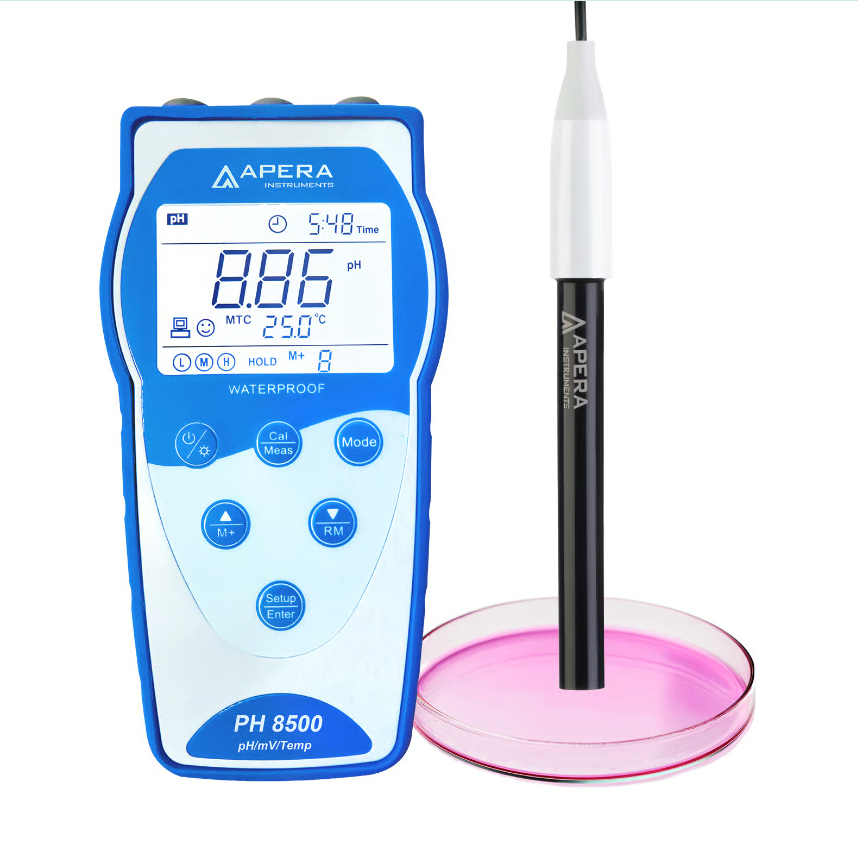 APERA
INSTRUMENTS
pH
5:48 Time
8.86 pH
MTC 25.0°C
L M H HOLD M+ 8
WATERPROOF
Cal
Meas
Mode
M+
RM
Setup
Enter
PH 8500
pH/mV/Temp
APERA
INSTRUMENTS